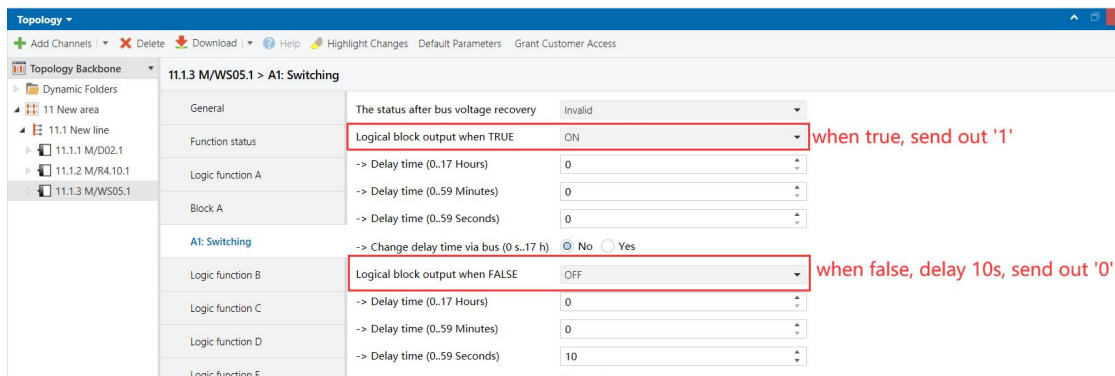 Topology
Add Channels Delete Download Help Highlight Changes Default Parameters Grant Customer Access
Topology Backbone
Dynamic Folders
11 New area
11.1 New line
11.1.1 M/D02.1
11.1.2 M/R4.10.1
11.1.3 M/WS05.1
11.1.3 M/WS05.1 > A1: Switching
General
Function status
Logic function A
Block A
A1: Switching
Logic function B
Logic function C
Logic function D
Logic function E
The status after bus voltage recovery Invalid
Logical block output when TRUE ON
when true, send out '1'
-> Delay time (0..17 Hours) 0
-> Delay time (0..59 Minutes) 0
-> Delay time (0..59 Seconds) 0
-> Change delay time via bus (0 s..17 h) No Yes
Logical block output when FALSE OFF
when false, delay 10s, send out '0'
-> Delay time (0..17 Hours) 0
-> Delay time (0..59 Minutes) 0
-> Delay time (0..59 Seconds) 10